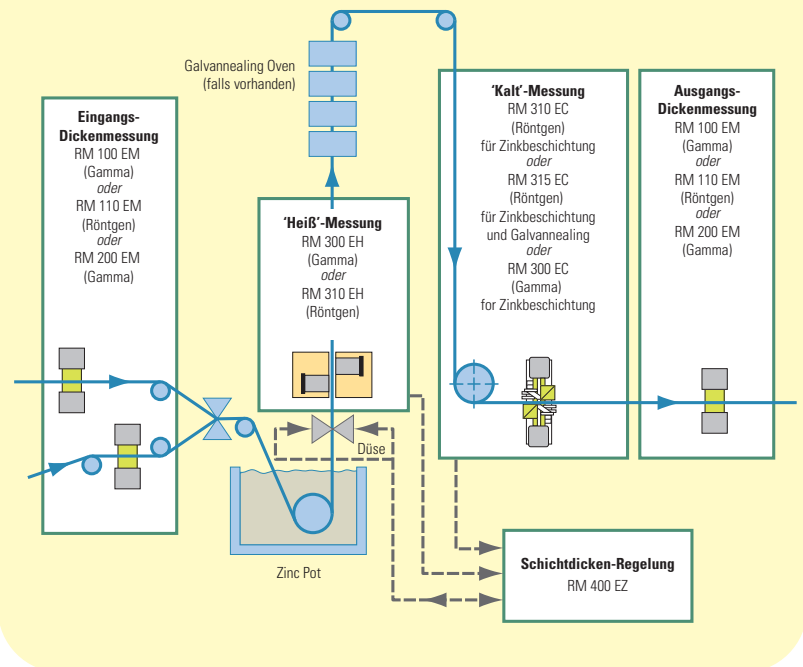 Galvannealing Oven
(falls vorhanden)
Eingangs-
Dickenmessung
RM 100 EM
(Gamma)
oder
RM 110 EM
(Röntgen)
oder
RM 200 EM
(Gamma)
'Heiß'-Messung
RM 300 EH
(Gamma)
oder
RM 310 EH
(Röntgen)
'Kalt'-Messung
RM 310 EC
(Röntgen)
für Zinkbeschichtung
oder
RM 315 EC
(Röntgen)
für Zinkbeschichtung
und Galvannealing
oder
RM 300 EC
(Gamma)
for Zinkbeschichtung
Ausgangs-
Dickenmessung
RM 100 EM
(Gamma)
oder
RM 110 EM
(Röntgen)
oder
RM 200 EM
(Gamma)
Düse
Zinc Pot
Schichtdicken-Regelung
RM 400 EZ